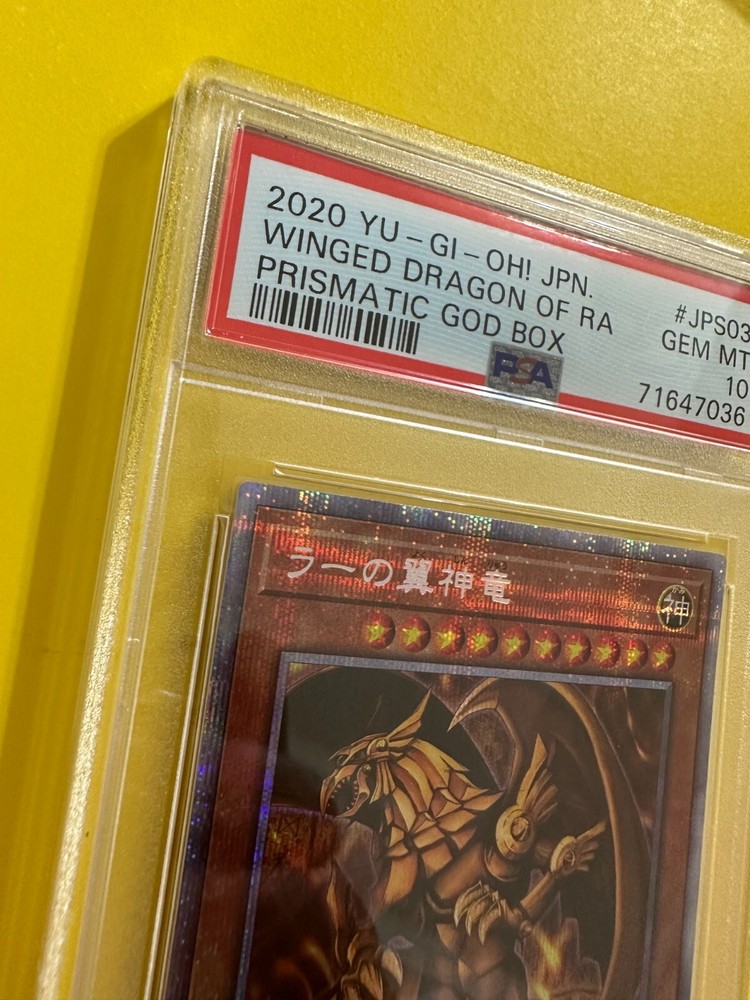 2020 YU-GI-OH! JPN.
#JPS03
WINGED DRAGON OF RA
GEM MT
PRISMATIC GOD BOX
10
PSA
71647036
ラーの翼神竜
神